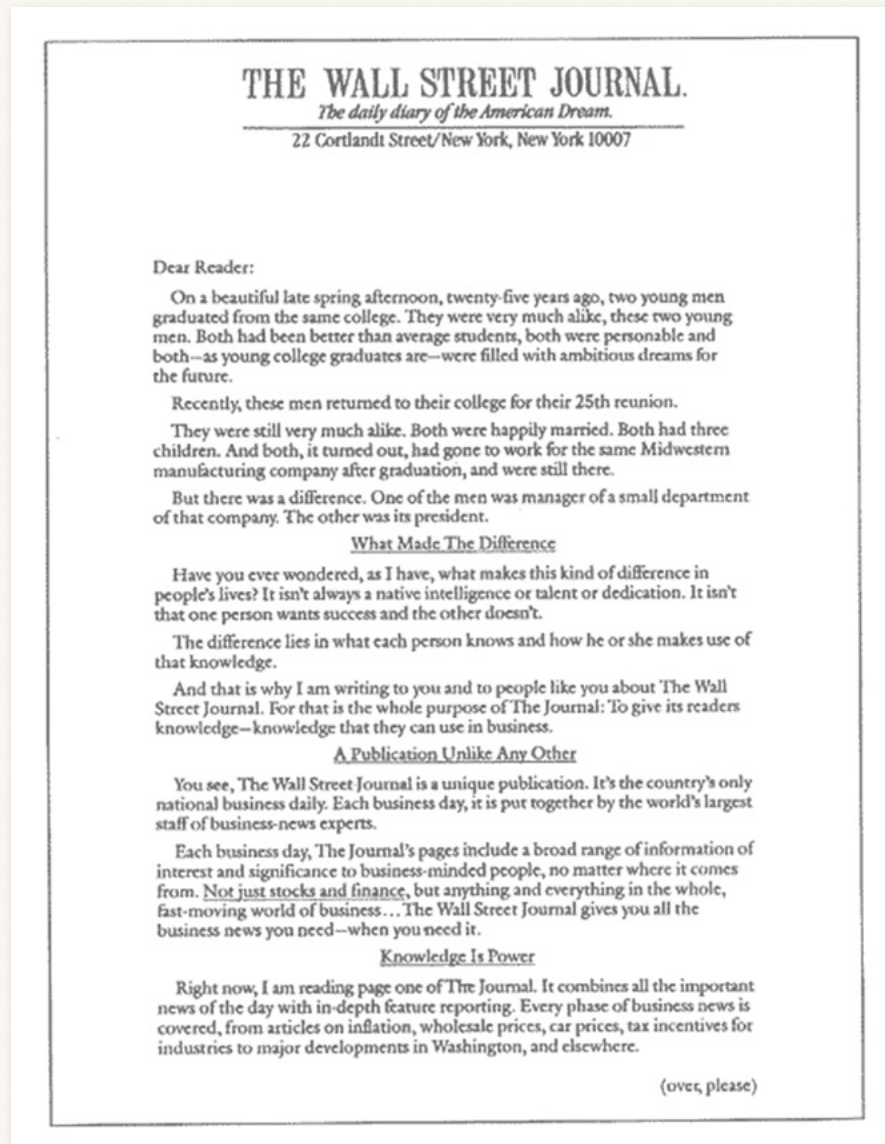 THE WALL STREET JOURNAL.
The daily diary of the American Dream.
22 Cortlandt Street/New York, New York 10007
Dear Reader:
On a beautiful late spring afternoon, twenty-five years ago, two young men
graduated from the same college. They were very much alike, these two young
men. Both had been better than average students, both were personable and
both—as young college graduates are—were filled with ambitious dreams for
the future.
Recently, these men returned to their college for their 25th reunion.
They were still very much alike. Both were happily married. Both had three
children. And both, it turned out, had gone to work for the same Midwestern
manufacturing company after graduation, and were still there.
But there was a difference. One of the men was manager of a small department
of that company. The other was its president.
What Made The Difference
Have you ever wondered, as I have, what makes this kind of difference in
people's lives? It isn't always a native intelligence or talent or dedication. It isn't
that one person wants success and the other doesn't.
The difference lies in what each person knows and how he or she makes use of
that knowledge.
And that is why I am writing to you and to people like you about The Wall
Street Journal. For that is the whole purpose of The Journal: To give its readers
knowledge—knowledge that they can use in business.
A Publication Unlike Any Other
You see, The Wall Street Journal is a unique publication. It's the country's only
national business daily. Each business day, it is put together by the world's largest
staff of business-news experts.
Each business day, The Journal's pages include a broad range of information of
interest and significance to business-minded people, no matter where it comes
from. Not just stocks and finance, but anything and everything in the whole,
fast-moving world of business...The Wall Street Journal gives you all the
business news you need—when you need it.
Knowledge Is Power
Right now, I am reading page one of The Journal. It combines all the important
news of the day with in-depth feature reporting. Every phase of business news is
covered, from articles on inflation, wholesale prices, car prices, tax incentives for
industries to major developments in Washington, and elsewhere.
(over, please)